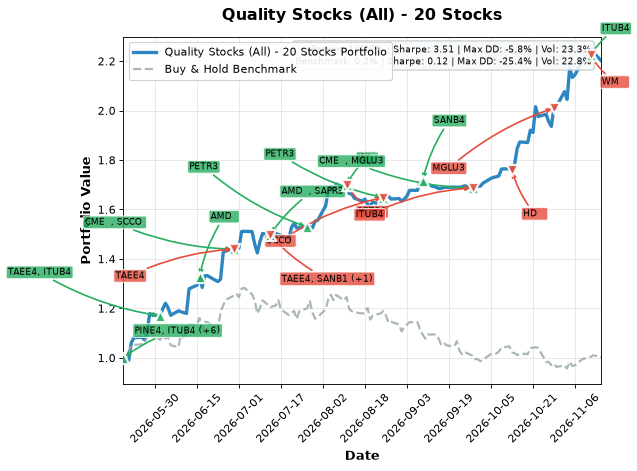 Quality Stocks (All) - 20 Stocks
ITUB4
Quality Stocks (All) - 20 Stocks Portfolio
Buy & Hold Benchmark
Sharpe: 3.51 | Max DD: -5.8% | Vol: 23.3%
Benchmark: 0.2% | Sharpe: 0.12 | Max DD: -25.4% | Vol: 22.8%
WM
SANB4
PETR3
CME , MGLU3
PETR3
MGLU3
AMD , SAPR3
ITUB4
HD
CME , SCCO
AMD
SCCO
TAEE4, ITUB4
TAEE4
TAEE4, SANB1 (+1)
PINE4, ITUB4 (+6)
Portfolio Value
2.2
2.0
1.8
1.6
1.4
1.2
1.0
2026-05-30
2026-06-15
2026-07-01
2026-07-17
2026-08-02
2026-08-18
2026-09-03
2026-09-19
2026-10-05
2026-10-21
2026-11-06
Date